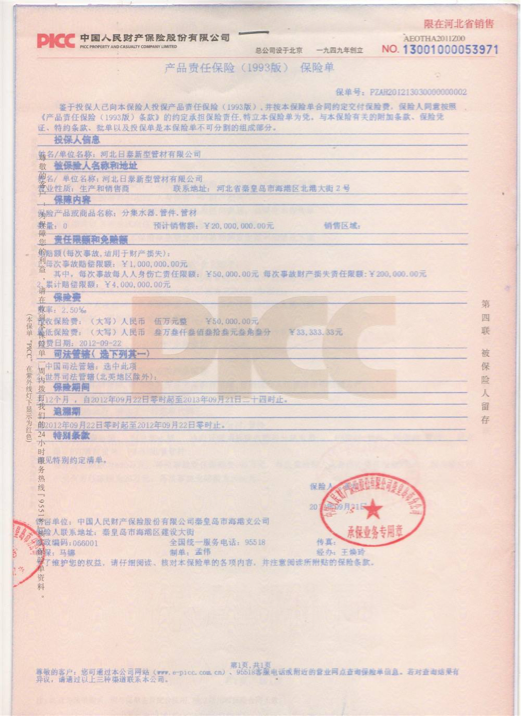 限在河北省销售
PICC 中国人民财产保险股份有限公司
PICC PROPERTY AND CASUALTY COMPANY LIMITED
总公司设于北京 一九四九年创立
AEOTHA2011Z00
NO. 13001000053971
产品责任保险（1993版） 保险单
保单号：PZAH20121303000000002
鉴于投保人已向本保险人投保产品责任保险（1993版），并按本保险单合同约定交付保险费，保险人同意按照
《产品责任保险（1993版）条款》的约定承担保险责任，特立本保险单为凭。与本保险有关的附加条款、保险凭
证、特约条款、批单以及投保单是本保险单不可分割的组成部分。
投保人信息
名/单位名称：河北日泰新型管材有限公司
被保险人名称和地址
名/ 单位名称：河北日泰新型管材有限公司
业性质：生产和销售商 联系地址：河北省秦皇岛市海港区北港大街2号
保障内容
保险产品或商品名称：分集水器、管件、管材
数量：0 预计销售额：￥20,000,000.00元 销售区域：
责任限额和免赔额
免赔额(每次事故,适用于财产损失)：
每次事故赔偿限额：￥1,000,000.00元
其中，每次事故每人人身伤亡责任限额：￥50,000.00元 每次事故财产损失责任限额：￥200,000.00元
累计赔偿限额：￥4,000,000.00元
保险费
费率：2.50‰
预收保险费：（大写）人民币 伍万元整 ￥50,000.00元
最低保险费：（大写）人民币 叁万叁仟叁佰叁拾叁元叁角叁分 ￥33,333.33元
付费日期：2012-09-22
司法管辖( 选下列其一)
中国司法管辖：选中此项
世界司法管辖(北美地区除外)：
保险期间
12个月 ，自2012年09月22日零时起至2013年09月21日二十四时止。
追溯期
2012年09月22日零时起至2012年09月22日零时止。
特别条款
详见特别约定清单。
第四联 被保险人留存
保险人
承保业务专用章
单位：中国人民财产保险股份有限公司秦皇岛市海港支公司
保险人联系地址：秦皇岛市海港区建设大街
邮政编码：066001 全国统一服务电话：95518 传真：
核保：马娜 制单：孟伟 经办：王焕玲
为了维护您的权益，请仔细阅读、核对本保险单的各项内容，并注意阅读所附贴的保险条款。
第1页，共1页
尊敬的客户：您可通过本公司网站（www.e-picc.com.cn）、95518客服电话或附近的营业网点查询保险单信息。若对查询结果有
异议，请通过以上三种渠道联系本公司。